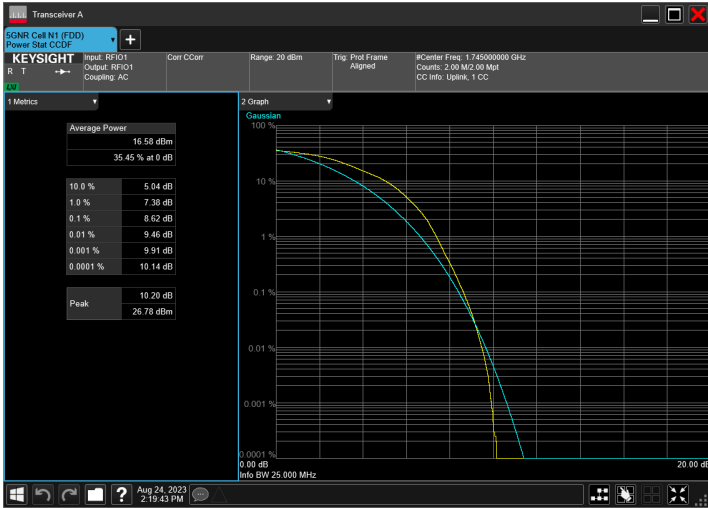 Transceiver A
5GNR Cell N1 (FDD)
Power Stat CCDF
KEYSIGHT
R T
Input: RFIO1
Output: RFIO1
Coupling: AC
Corr CCorr
Range: 20 dBm
Trig: Prot Frame
Aligned
#Center Freq: 1.745000000 GHz
Counts: 2.00 M/2.00 Mpt
CC Info: Uplink, 1 CC
1 Metrics
Average Power
16.58 dBm
35.45 % at 0 dB
10.0 % 5.04 dB
1.0 % 7.38 dB
0.1 % 8.62 dB
0.01 % 9.46 dB
0.001 % 9.91 dB
0.0001 % 10.14 dB
Peak
10.20 dB
26.78 dBm
2 Graph
Gaussian
100 %
10 %
1 %
0.1 %
0.01 %
0.001 %
0.0001 %
0.00 dB
20.00 dB
Info BW 25.000 MHz
?
Aug 24, 2023
2:19:43 PM